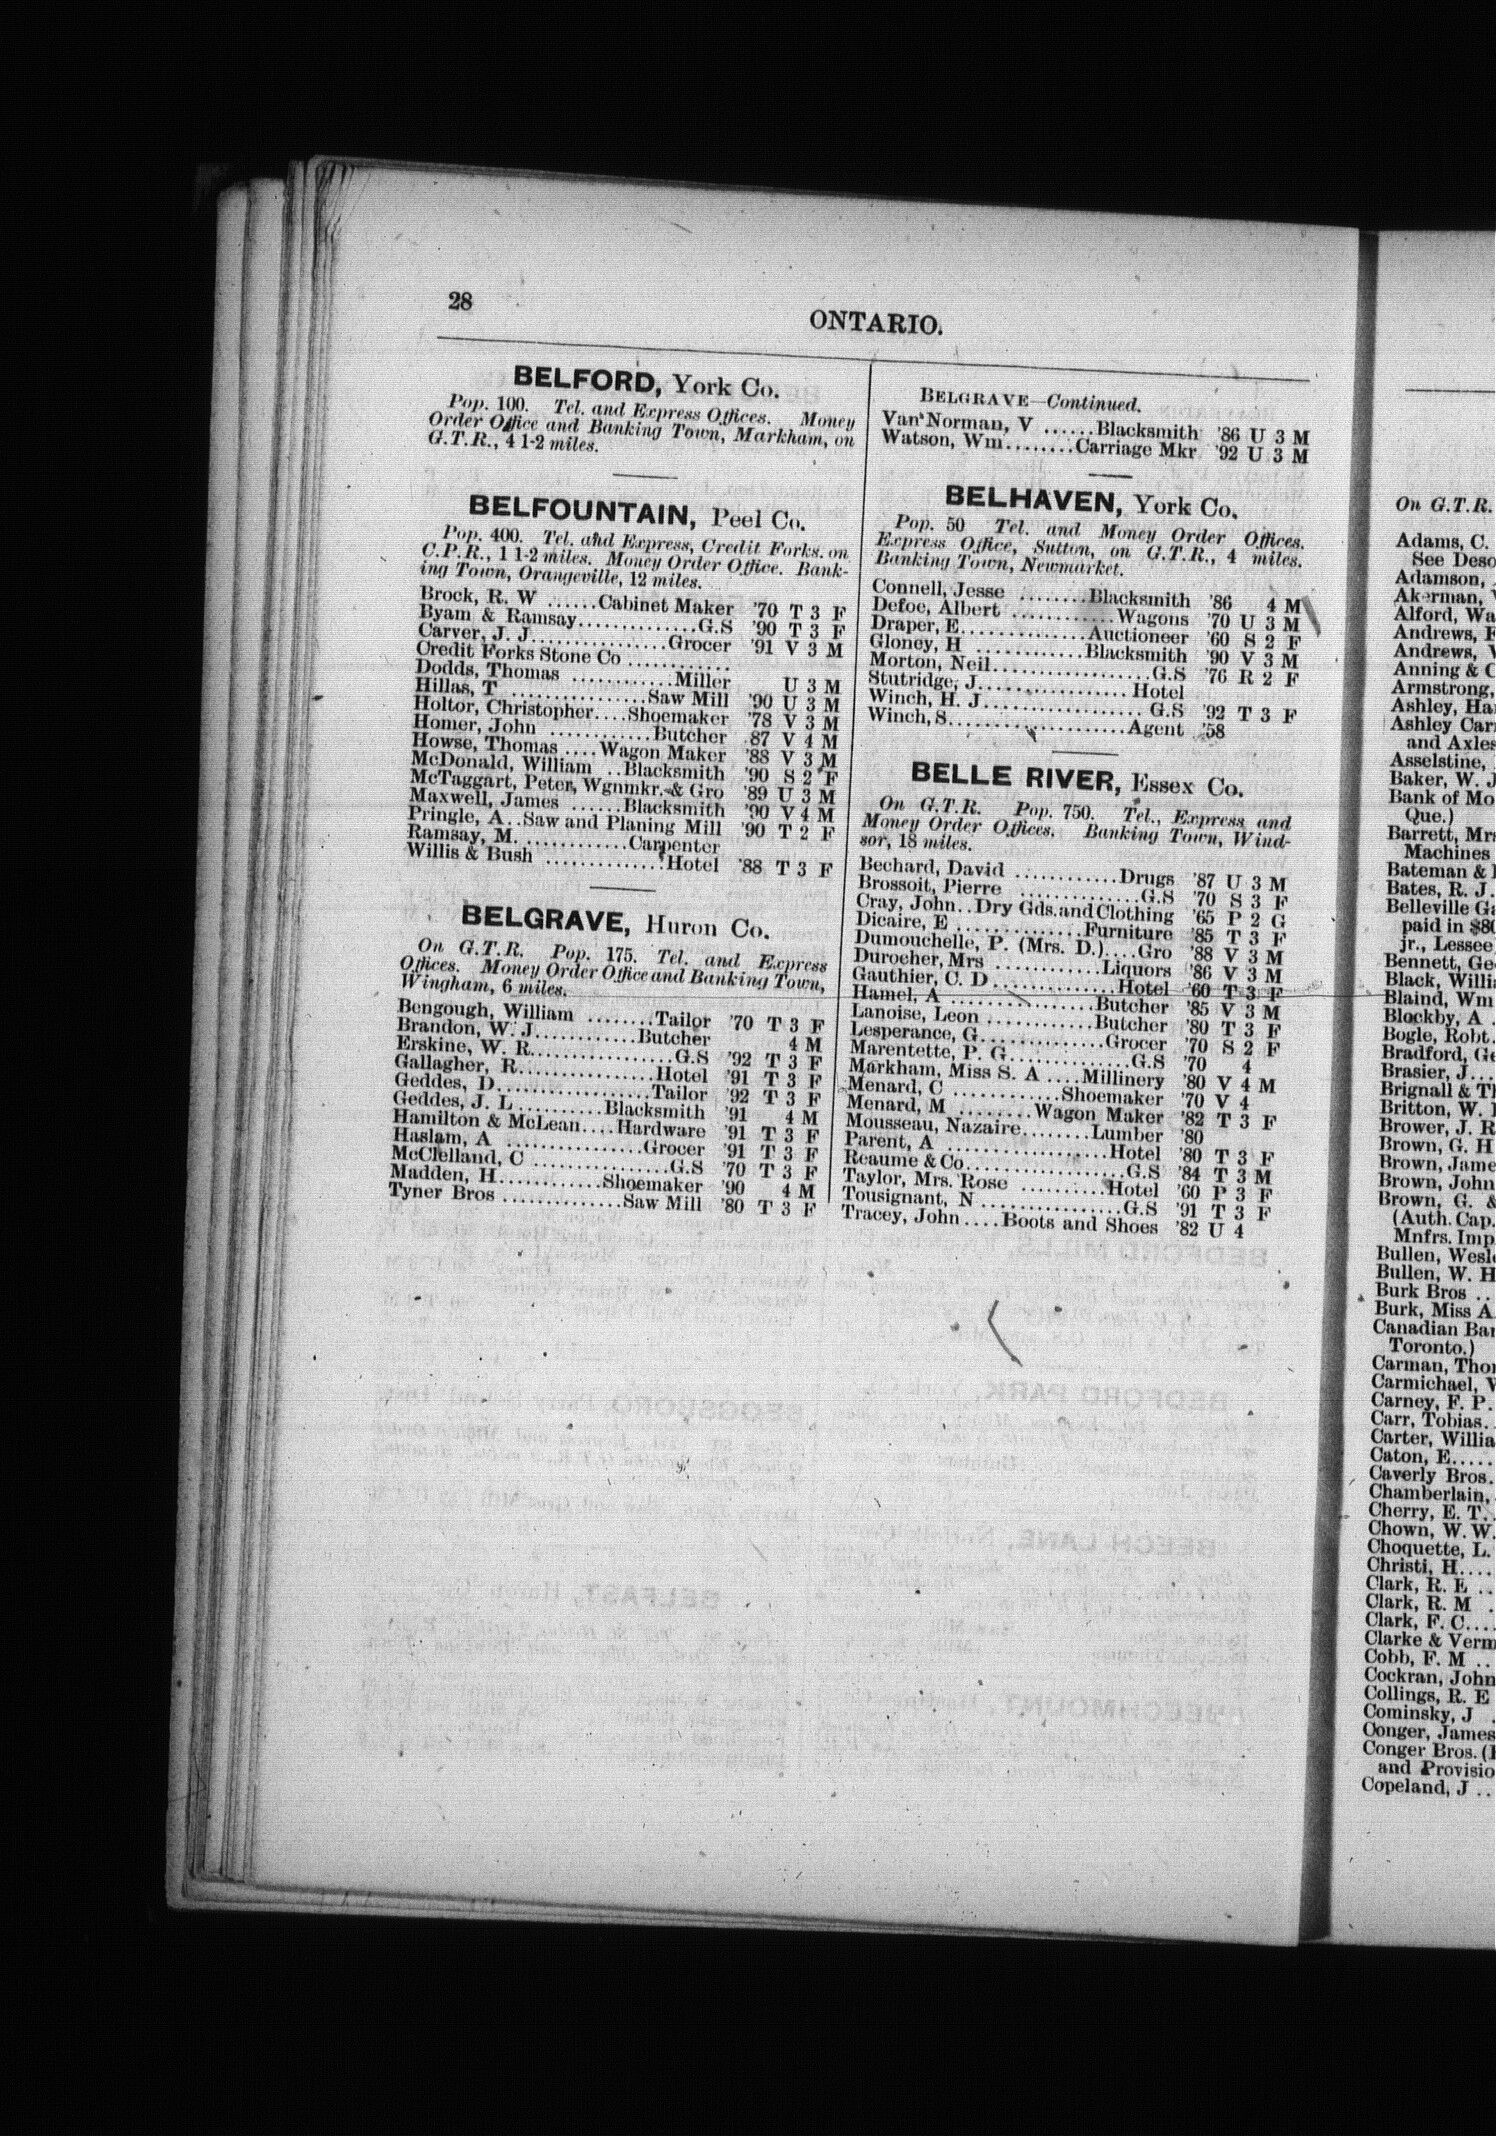 28
ONTARIO.
BELFORD, York Co.
Pop. 100. Tel. and Express Offices. Money
Order Office and Banking Town, Markham, on
G.T.R., 4 1-2 miles.
BELFOUNTAIN, Peel Co.
Pop. 400. Tel. and Express, Credit Forks. on
C.P.R., 1 1-2 miles. Money Order Office. Bank-
ing Town, Orangeville, 12 miles.
Brock, R. W ......Cabinet Maker '70 T 3 F
Byam & Ramsay..............G.S '90 T 3 F
Carver, J. J..............Grocer '91 V 3 M
Credit Forks Stone Co ............
Dodds, Thomas ............Miller U 3 M
Hillas, T ................Saw Mill '90 U 3 M
Holtor, Christopher....Shoemaker '78 V 3 M
Homer, John ............Butcher 87 V 4 M
Howse, Thomas ....Wagon Maker '88 V 3 M
McDonald, William ..Blacksmith '90 S 2 F
McTaggart, Peter, Wgnmkr. & Gro '89 U 3 M
Maxwell, James ......Blacksmith '90 V 4 M
Pringle, A..Saw and Planing Mill '90 T 2 F
Ramsay, M. ............Carpenter
Willis & Bush ..............Hotel '88 T 3 F
BELGRAVE, Huron Co.
On G.T.R. Pop. 175. Tel. and Express
Offices. Money Order Office and Banking Town,
Wingham, 6 miles.
Bengough, William ........Tailor '70 T 3 F
Brandon, W. J............Butcher 4 M
Erskine, W. R................G.S '92 T 3 F
Gallagher, R................Hotel '91 T 3 F
Geddes, D..................Tailor '92 T 3 F
Geddes, J. L ..........Blacksmith '91 4 M
Hamilton & McLean....Hardware '91 T 3 F
Haslam, A ................Grocer '91 T 3 F
McClelland, C ................G.S '70 T 3 F
Madden, H............Shoemaker '90 4 M
Tyner Bros ..............Saw Mill '80 T 3 F
BELGRAVE—Continued.
Van Norman, V ......Blacksmith '86 U 3 M
Watson, Wm........Carriage Mkr '92 U 3 M
BELHAVEN, York Co.
Pop. 50 Tel. and Money Order Offices.
Express Office, Sutton, on G.T.R., 4 miles.
Banking Town, Newmarket.
Connell, Jesse ........Blacksmith '86 4 M
Defoe, Albert ............Wagons '70 U 3 M
Draper, E...............Auctioneer '60 S 2 F
Gloney, H ............Blacksmith '90 V 3 M
Morton, Neil..................G.S '76 R 2 F
Stutridge, J.................Hotel
Winch, H. J..................G.S '92 T 3 F
Winch, S....................Agent '58
BELLE RIVER, Essex Co.
On G.T.R. Pop. 750. Tel., Express and
Money Order Offices. Banking Town, Wind-
sor, 18 miles.
Bechard, David ............Drugs '87 U 3 M
Brossoit, Pierre ..............G.S '70 S 3 F
Cray, John..Dry Gds. and Clothing '65 P 2 G
Dicaire, E ..............Furniture '85 T 3 F
Dumouchelle, P. (Mrs. D.)....Gro '88 V 3 M
Durocher, Mrs ............Liquors '86 V 3 M
Gauthier, C. D..............Hotel '60 T 3 F
Hamel, A ................Butcher '85 V 3 M
Lanoise, Leon ............Butcher '80 T 3 F
Lesperance, G..............Grocer '70 S 2 F
Marentette, P. G..............G.S '70 4
Markham, Miss S. A ....Millinery '80 V 4 M
Menard, C ............Shoemaker '70 V 4
Menard, M ........Wagon Maker '82 T 3 F
Mousseau, Nazaire........Lumber '80
Parent, A ..................Hotel '80 T 3 F
Reaume & Co..................G.S '84 T 3 M
Taylor, Mrs. Rose ..........Hotel '60 P 3 F
Tousignant, N ................G.S '91 T 3 F
Tracey, John....Boots and Shoes '82 U 4
On G.T.R.
Adams, C.
See Deso
Adamson,
Akerman,
Alford, Wa
Andrews,
Andrews,
Anning & C
Armstrong,
Ashley, Ha
Ashley Car
and Axles
Asselstine,
Baker, W. J
Bank of Mo
Que.)
Barrett, Mr
Machines
Bateman &
Bates, R. J.
Belleville Ga
paid in $80
jr., Lessee
Bennett, Ge
Black, Willi
Blaind, Wm
Blockby, A
Bogle, Robt.
Bradford, Ge
Brasier, J....
Brignall & Th
Britton, W.
Brower, J. R
Brown, G. H
Brown, Jame
Brown, John
Brown, G. &
(Auth. Cap.
Mnfrs. Imp
Bullen, Wesl
Bullen, W. H
Burk Bros ..
Burk, Miss A.
Canadian Ban
Toronto.)
Carman, Tho
Carmichael,
Carney, F. P.
Carr, Tobias..
Carter, Willia
Caton, E.....
Caverly Bros.
Chamberlain,
Cherry, E. T..
Chown, W. W.
Choquette, L.
Christi, H....
Clark, R. E ..
Clark, R. M .
Clark, F. C....
Clarke & Verm
Cobb, F. M ..
Cockran, John
Collings, R. E
Cominsky, J .
Conger, James
Conger Bros. (
and Provisio
Copeland, J ..